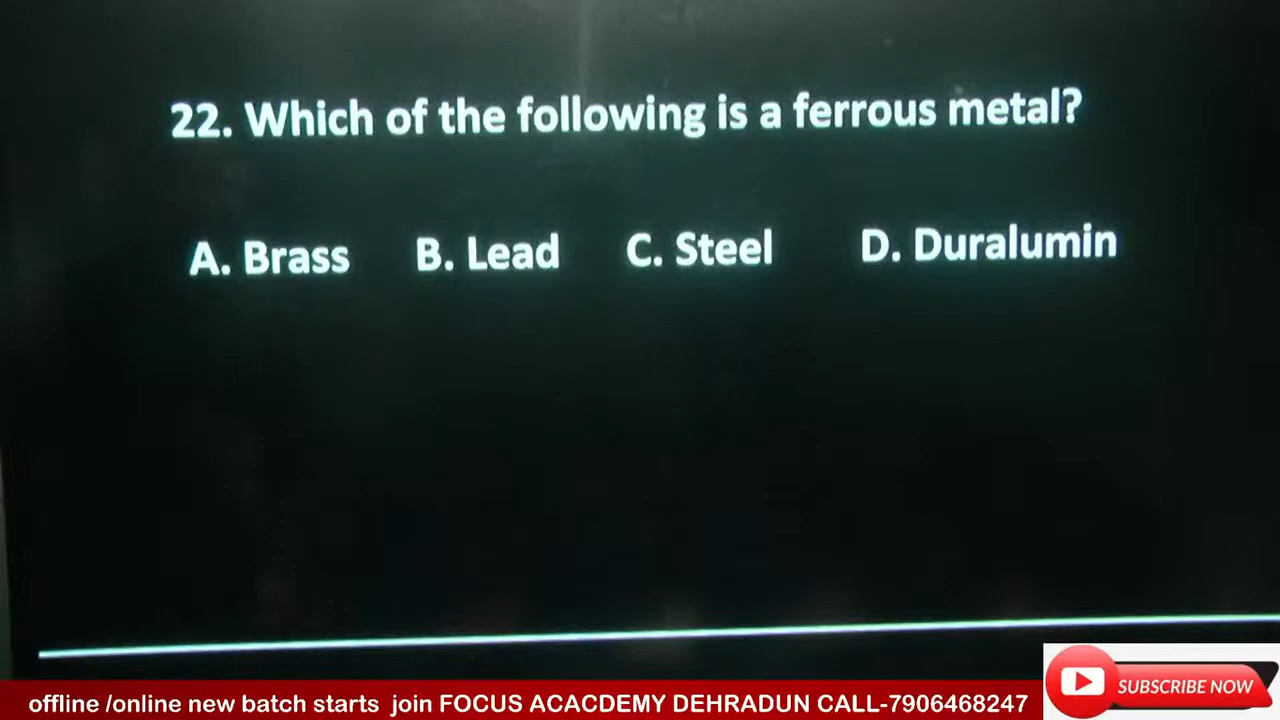 22. Which of the following is a ferrous metal?
A. Brass B. Lead C. Steel D. Duralumin
offline /online new batch starts join FOCUS ACACDEMY DEHRADUN CALL-7906468247
SUBSCRIBE NOW